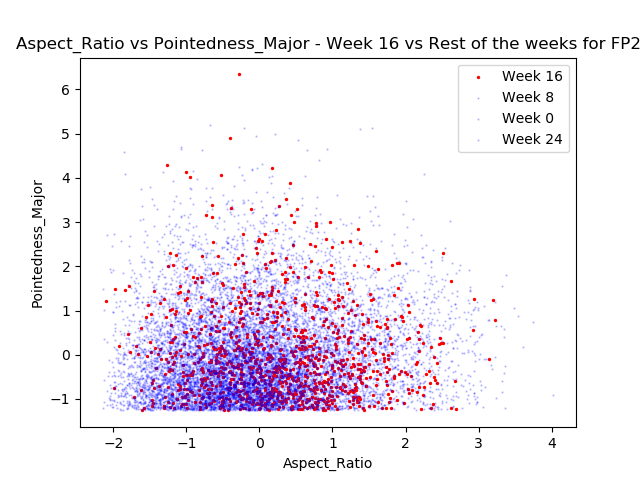 Aspect_Ratio vs Pointedness_Major - Week 16 vs Rest of the weeks for FP2
Week 16
Week 8
Week 0
Week 24
6
5
4
3
2
1
0
−1
Pointedness_Major
−2 −1 0 1 2 3 4
Aspect_Ratio